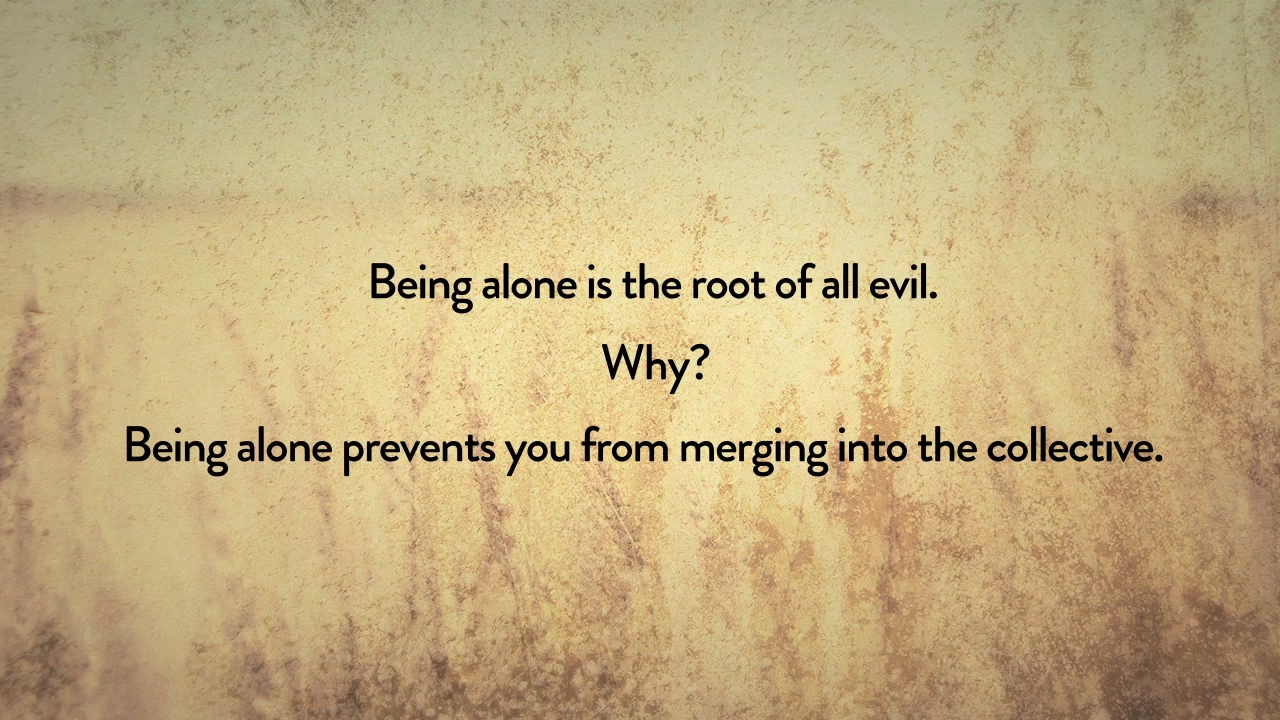 Being alone is the root of all evil.
Why?
Being alone prevents you from merging into the collective.